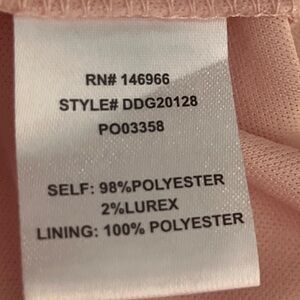 RN# 146966
STYLE# DDG20128
PO03358
SELF: 98%POLYESTER
2%LUREX
LINING: 100% POLYESTER